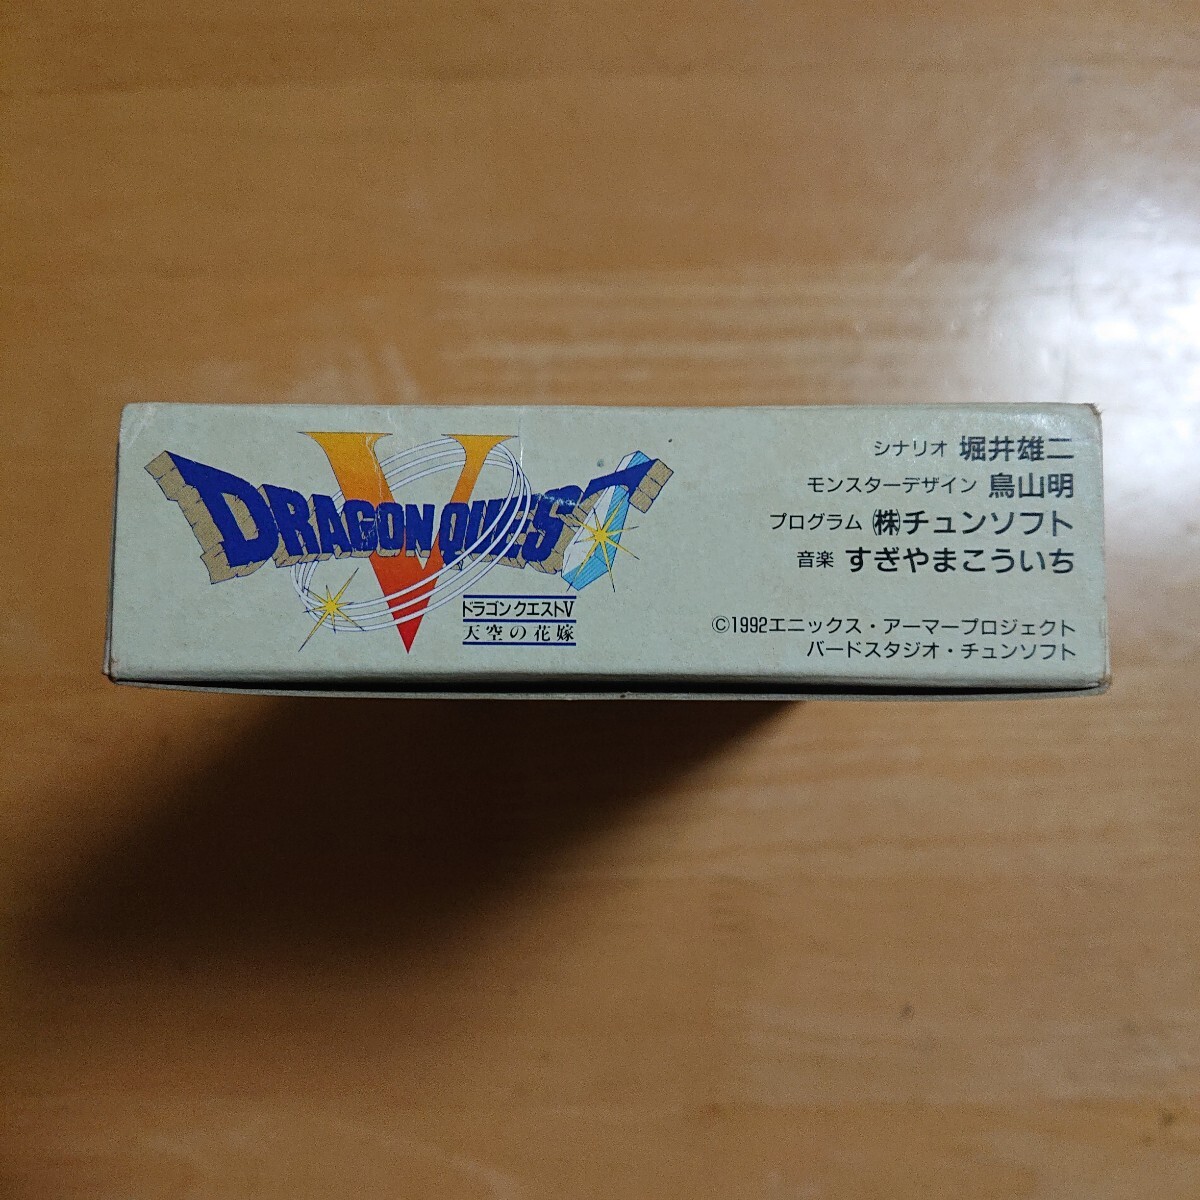 V
DRAGON QUEST
ドラゴンクエストV
天空の花嫁
シナリオ 堀井雄二
モンスターデザイン 鳥山明
プログラム ㈱チュンソフト
音楽 すぎやまこういち
©1992エニックス・アーマープロジェクト
バードスタジオ・チュンソフト